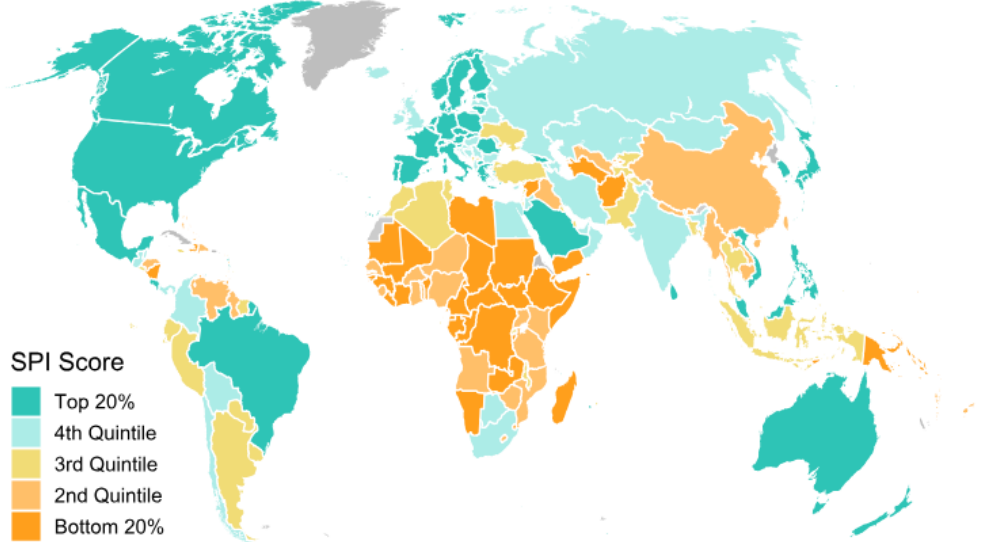 SPI Score
Top 20%
4th Quintile
3rd Quintile
2nd Quintile
Bottom 20%